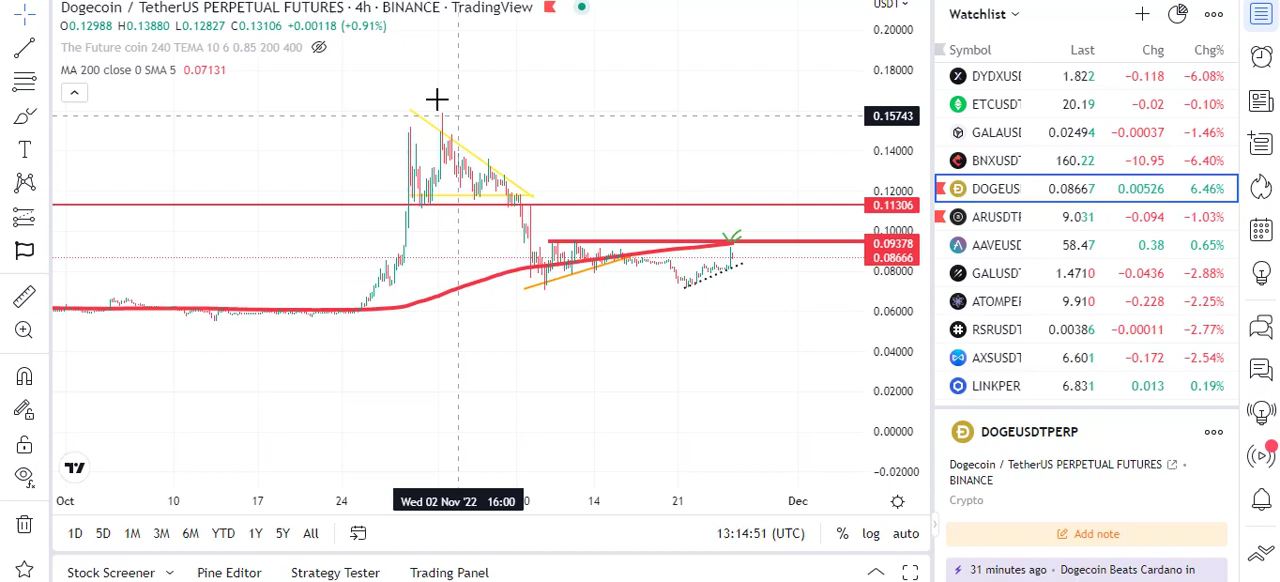 Dogecoin / TetherUS PERPETUAL FUTURES · 4h · BINANCE · TradingView
O0.12988 H0.13880 L0.12827 C0.13106 +0.00118 (+0.91%)
The Future coin 240 TEMA 10 6 0.85 200 400
MA 200 close 0 SMA 5 0.07131
USDT
0.20000
0.18000
0.15743
0.14000
0.12000
0.11306
0.10000
0.09378
0.08666
0.08000
0.06000
0.04000
0.02000
0.00000
−0.02000
Oct 10 17 24 Wed 02 Nov '22 16:00 0 14 21 Dec
1D 5D 1M 3M 6M YTD 1Y 5Y All 13:14:51 (UTC) % log auto
Stock Screener Pine Editor Strategy Tester Trading Panel
Watchlist
Symbol Last Chg Chg%
DYDXUSI 1.822 −0.118 −6.08%
ETCUSDT 20.19 −0.02 −0.10%
GALAUSI 0.02494 −0.00037 −1.46%
BNXUSDT 160.22 −10.95 −6.40%
DOGEUS 0.08667 0.00526 6.46%
ARUSDTI 9.031 −0.094 −1.03%
AAVEUSI 58.47 0.38 0.65%
GALUSDT 1.4710 −0.0436 −2.88%
ATOMPEI 9.910 −0.228 −2.25%
RSRUSDT 0.00386 −0.00011 −2.77%
AXSUSDT 6.601 −0.172 −2.54%
LINKPER 6.831 0.013 0.19%
DOGEUSDTPERP
Dogecoin / TetherUS PERPETUAL FUTURES ·
BINANCE
Crypto
Add note
31 minutes ago · Dogecoin Beats Cardano in